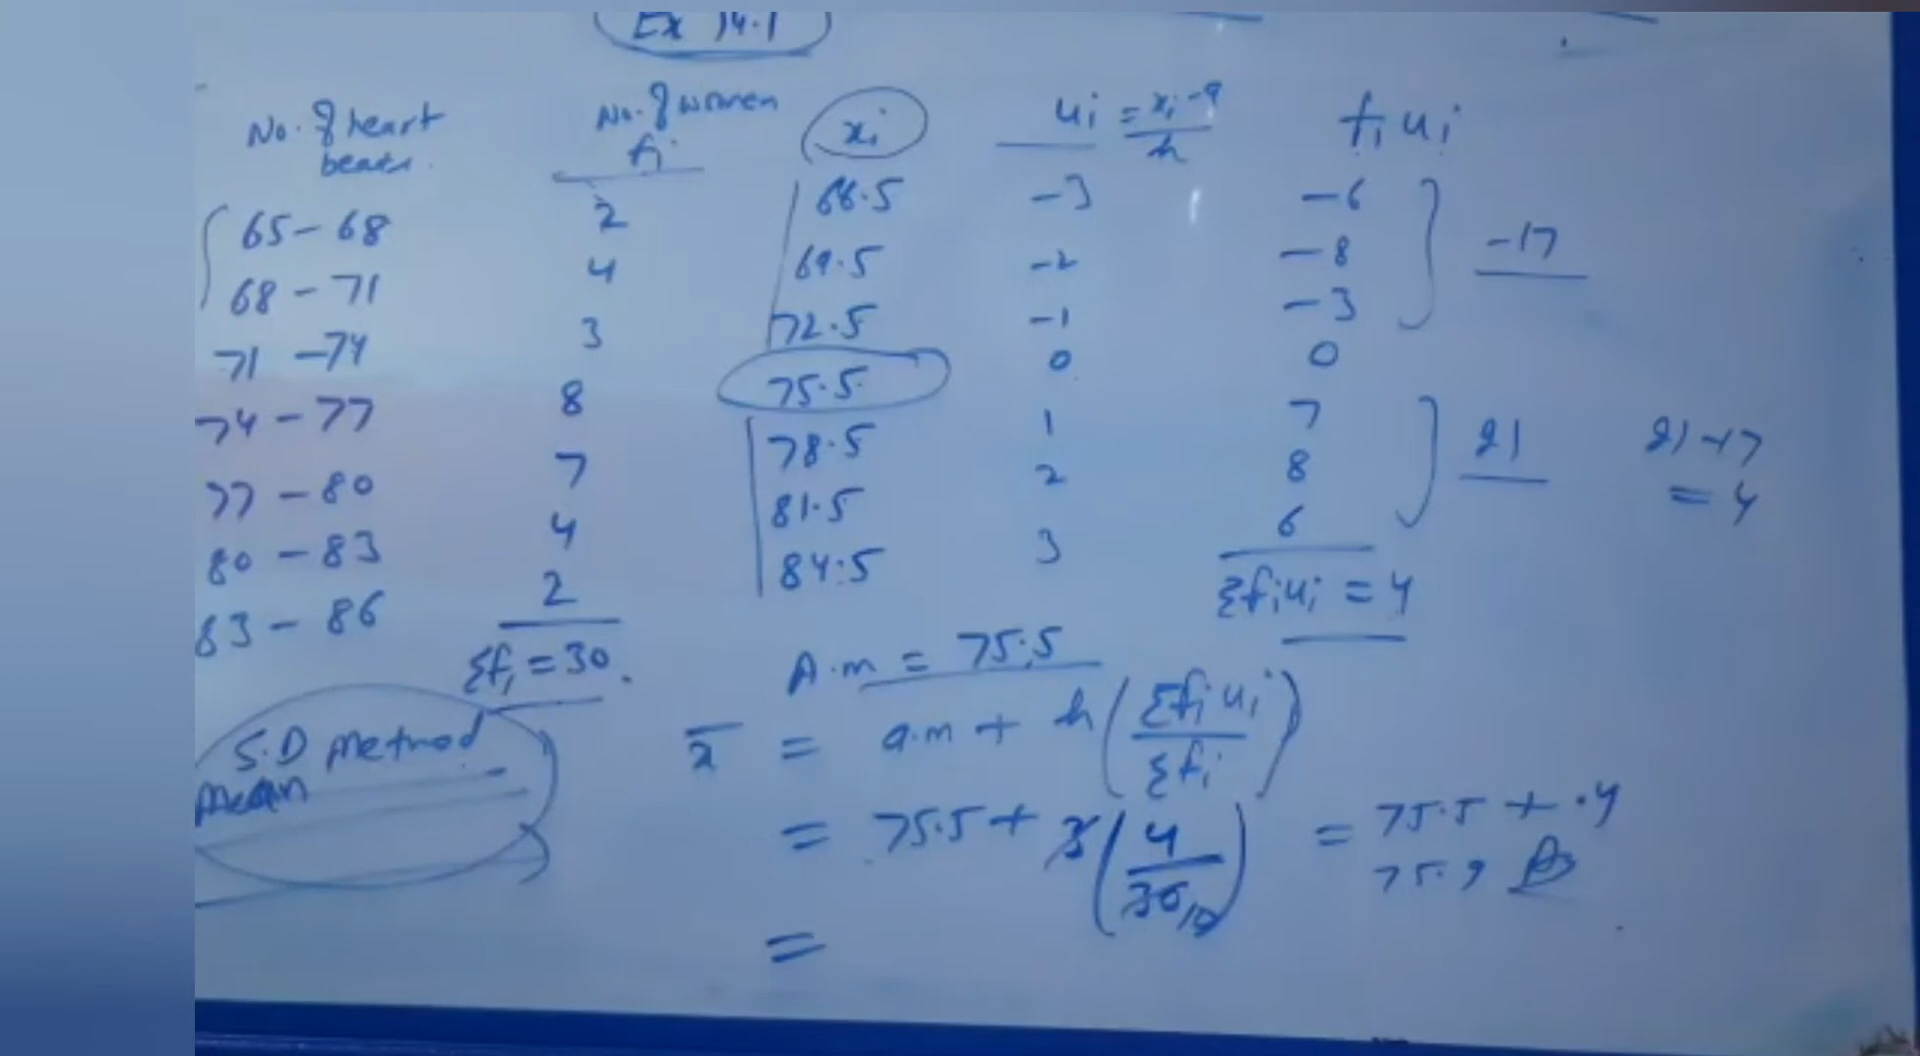 Ex 14.1
No. of heart beats No. of women fi xi ui = xi - a / h fi ui
65 - 68 2 66.5 -3 -6
68 - 71 4 69.5 -2 -8 -17
71 - 74 3 72.5 -1 -3
74 - 77 8 75.5 0 0
77 - 80 7 78.5 1 7 21 21-17
80 - 83 4 81.5 2 8 = 4
83 - 86 2 84.5 3 6
Σfi = 30. Σfiui = 4
A.m = 75.5
S.D Method
Mean
x̄ = a.m + h (Σfiui / Σfi)
= 75.5 + 3 (4 / 30 10) = 75.5 + .4
75.9
=